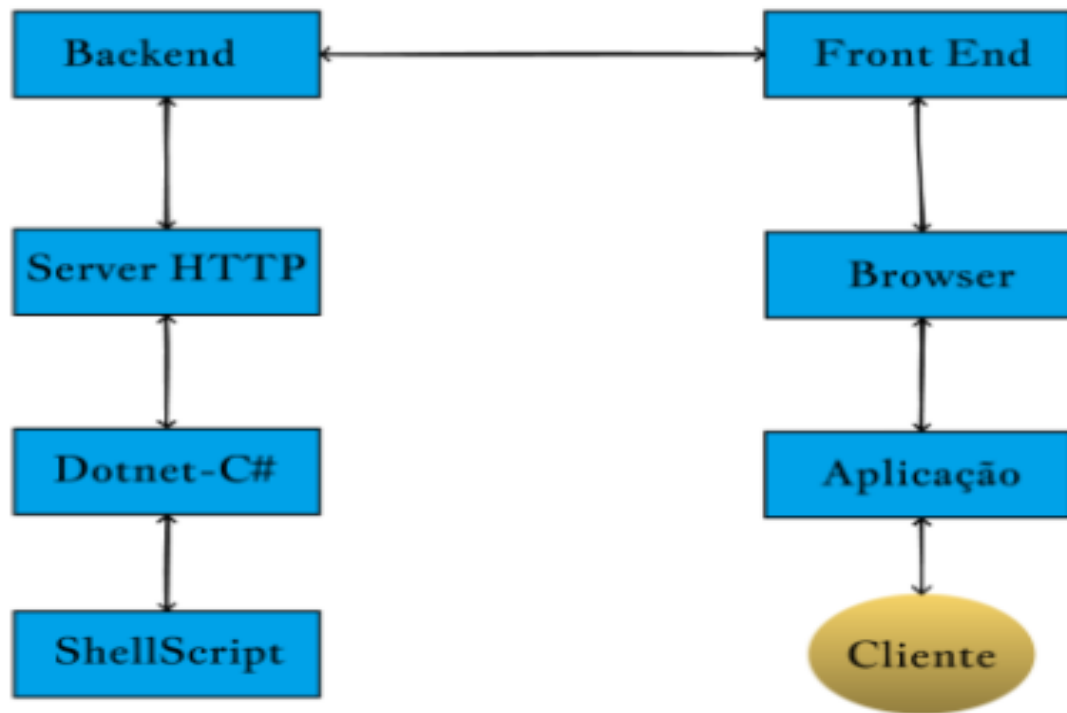 Backend
Front End
Server HTTP
Browser
Dotnet-C#
Aplicação
ShellScript
Cliente